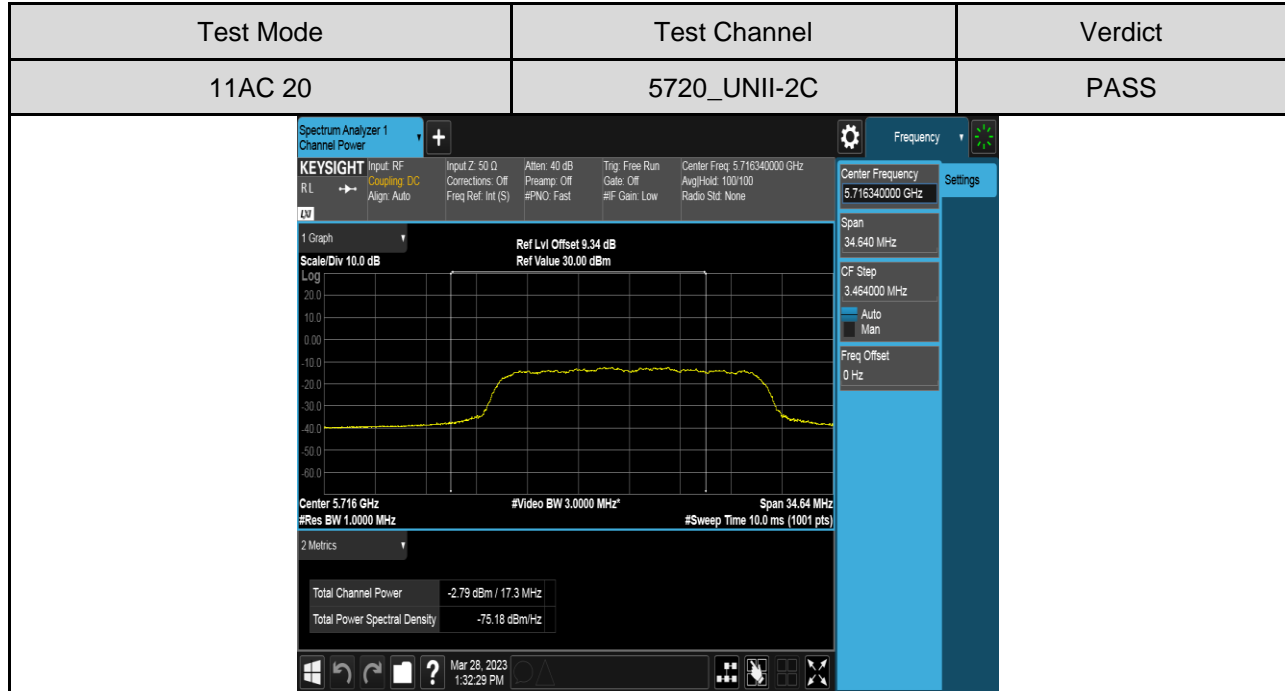 Test Mode Test Channel Verdict
11AC 20 5720_UNII-2C PASS
Spectrum Analyzer 1
Channel Power
+
Frequency
KEYSIGHT Input: RF Input Z: 50 Ω Atten: 40 dB Trig: Free Run Center Freq: 5.716340000 GHz
RL Coupling: DC Corrections: Off Preamp: Off Gate: Off Avg|Hold: 100/100
Align: Auto Freq Ref: Int (S) #PNO: Fast #IF Gain: Low Radio Std: None
LXI
Center Frequency
5.716340000 GHz
Settings
Span
34.640 MHz
CF Step
3.464000 MHz
Auto
Man
Freq Offset
0 Hz
1 Graph
Ref Lvl Offset 9.34 dB
Scale/Div 10.0 dB Ref Value 30.00 dBm
Log
20.0
10.0
0.00
-10.0
-20.0
-30.0
-40.0
-50.0
-60.0
Center 5.716 GHz #Video BW 3.0000 MHz* Span 34.64 MHz
#Res BW 1.0000 MHz #Sweep Time 10.0 ms (1001 pts)
2 Metrics
Total Channel Power -2.79 dBm / 17.3 MHz
Total Power Spectral Density -75.18 dBm/Hz
? Mar 28, 2023
1:32:29 PM